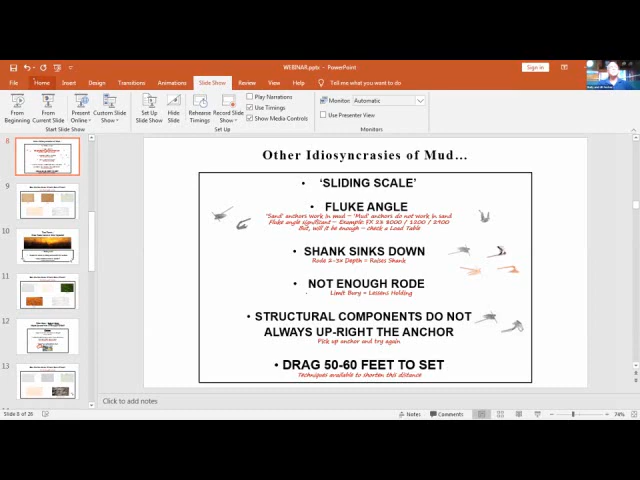 WEBINAR.pptx - PowerPoint
Sign in
File Home Insert Design Transitions Animations Slide Show Review View Help Tell me what you want to do
From Beginning
From Current Slide
Present Online
Custom Slide Show
Set Up Slide Show
Hide Slide
Rehearse Timings
Record Slide Show
Play Narrations
Use Timings
Show Media Controls
Monitor: Automatic
Use Presenter View
Start Slide Show
Set Up
Monitors
8
9
10
11
12
13
Other Idiosyncrasies of Mud...
• 'SLIDING SCALE'
• FLUKE ANGLE
'Sand' anchors work in mud – 'Mud' anchors do not work in sand
Fluke angle significant – Example: FX 23 3000 / 1200 / 2900
But, will it be enough – check a Load Table
• SHANK SINKS DOWN
Rode 2-3x Depth = Raises Shank
• NOT ENOUGH RODE
Limit Bury = Lessens Holding
• STRUCTURAL COMPONENTS DO NOT
ALWAYS UP-RIGHT THE ANCHOR
Pick up anchor and try again
• DRAG 50-60 FEET TO SET
Techniques available to shorten this distance
Click to add notes
Slide 8 of 26
Notes
Comments
74%